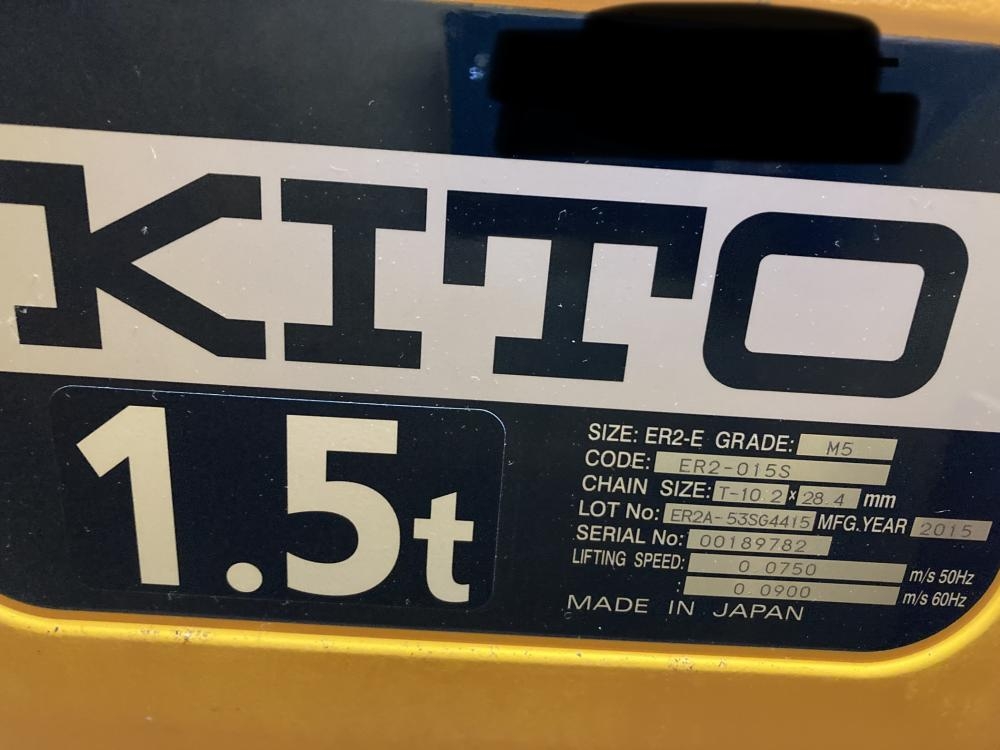 KITO
1.5t
SIZE: ER2-E GRADE: M5
CODE: ER2-015S
CHAIN SIZE: T-10.2 × 28.4 mm
LOT No: ER2A-53SG4415 MFG.YEAR 2015
SERIAL No: 00189782
LIFTING SPEED: 0.0750 m/s 50Hz
: 0.0900 m/s 60Hz
MADE IN JAPAN